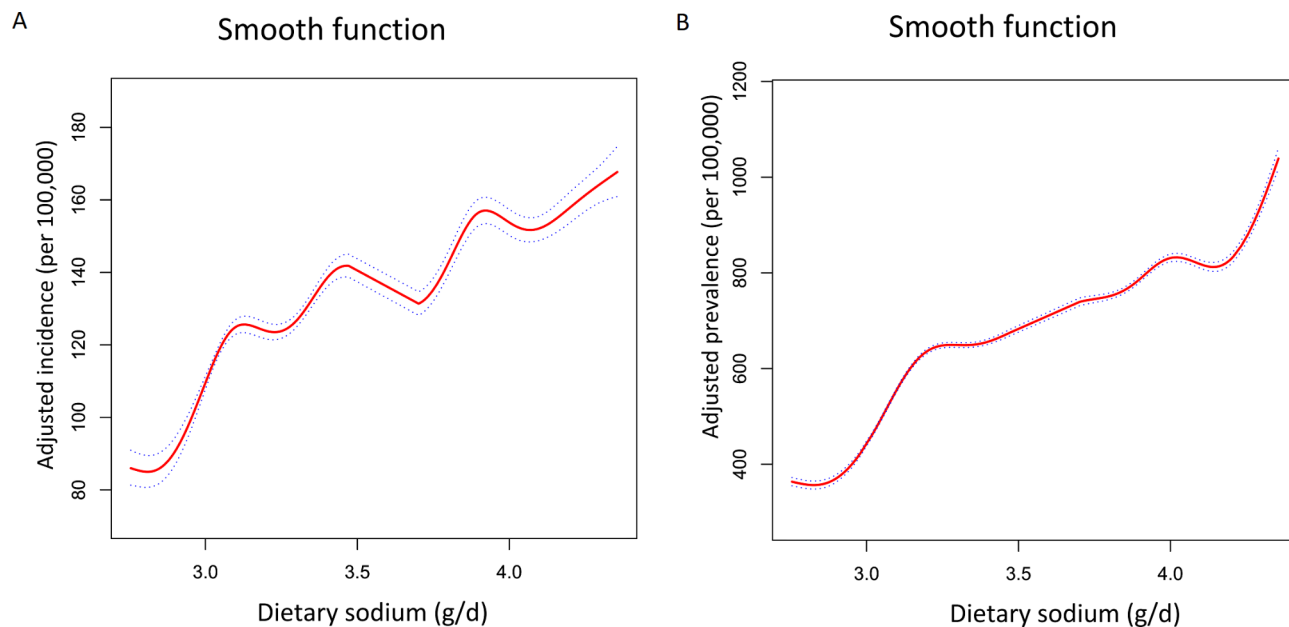 A
Smooth function
Adjusted incidence (per 100,000)
180
160
140
120
100
80
3.0
3.5
4.0
Dietary sodium (g/d)
B
Smooth function
Adjusted prevalence (per 100,000)
1200
1000
800
600
400
3.0
3.5
4.0
Dietary sodium (g/d)